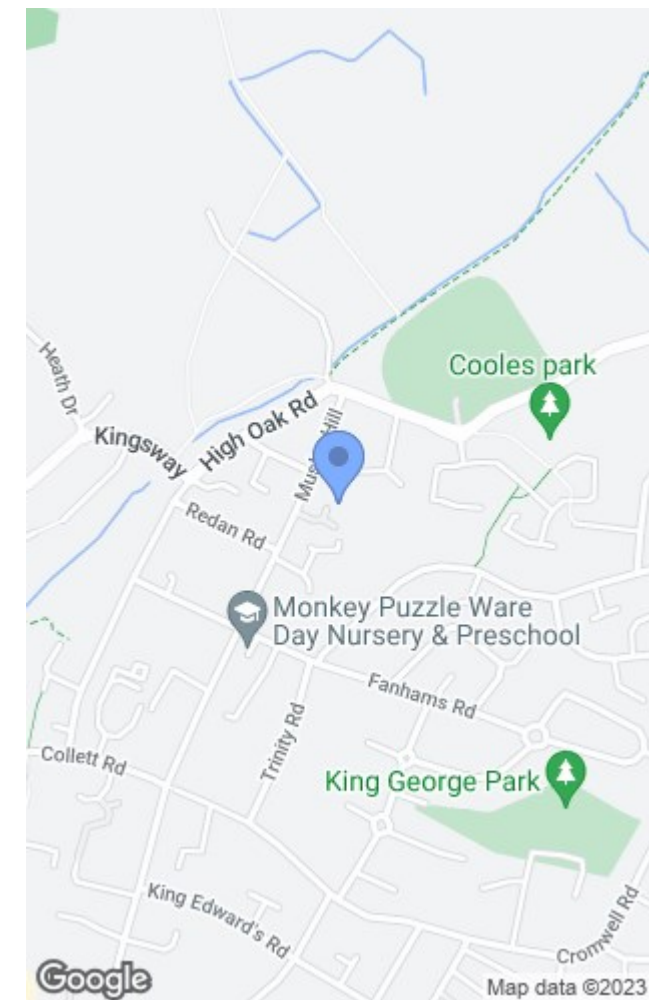 Cooles park
Heath Dr
Kingsway
High Oak Rd
Hill
Redan Rd
Monkey Puzzle Ware
Day Nursery & Preschool
Fanhams Rd
Trinity Rd
Collett Rd
King George Park
King Edward's Rd
Cromwell Rd
Google
Map data ©2023